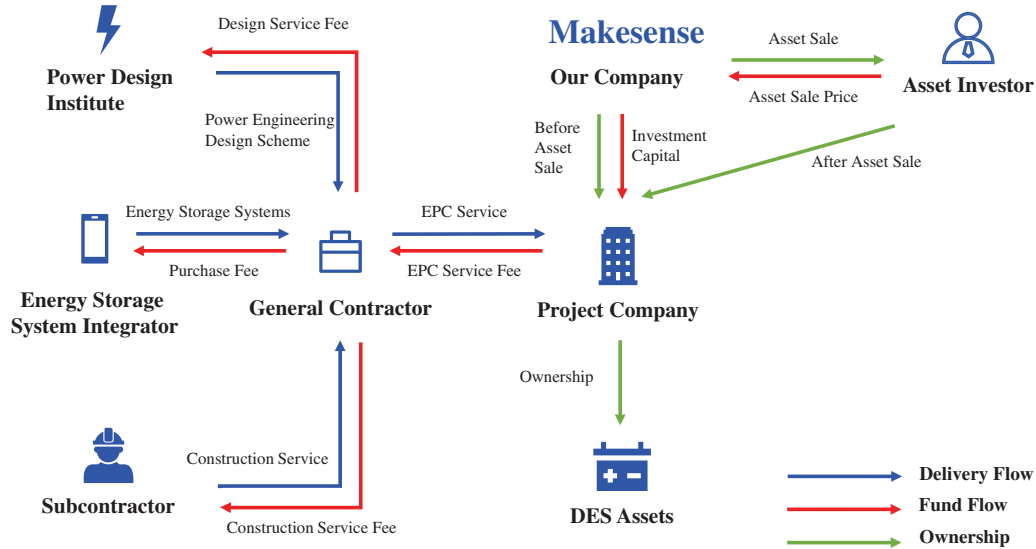 Design Service Fee
Power Design
Institute
Power Engineering
Design Scheme
Makesense
Our Company
Asset Sale
Asset Sale Price
Asset Investor
Before
Asset
Sale
Investment
Capital
After Asset Sale
Energy Storage Systems
Purchase Fee
Energy Storage
System Integrator
General Contractor
EPC Service
EPC Service Fee
Project Company
Ownership
DES Assets
Construction Service
Construction Service Fee
Subcontractor
Delivery Flow
Fund Flow
Ownership